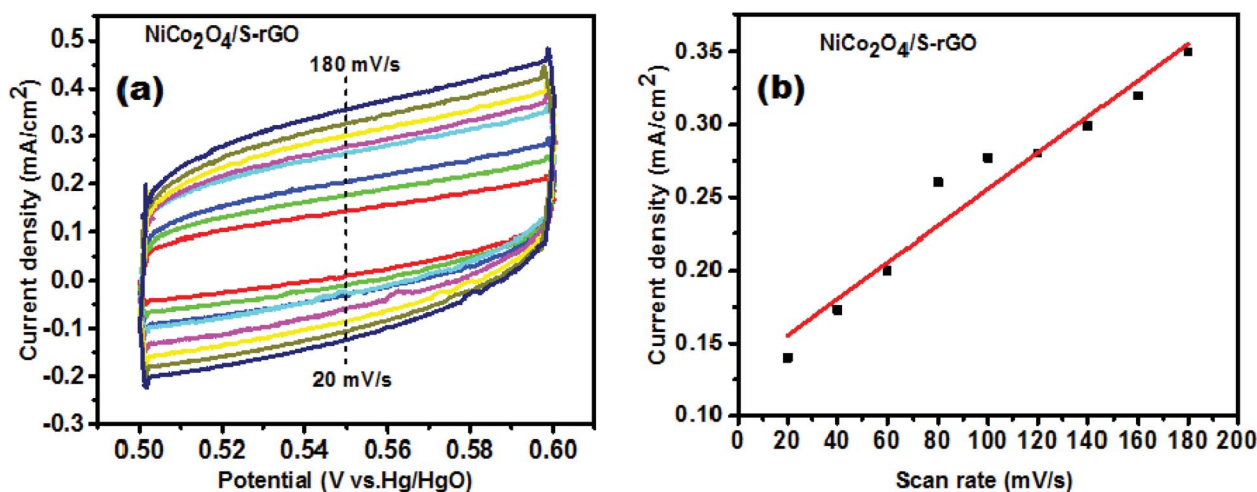 NiCo2O4/S-rGO
(a)
180 mV/s
20 mV/s
Current density (mA/cm2)
0.5
0.4
0.3
0.2
0.1
0.0
-0.1
-0.2
-0.3
0.50 0.52 0.54 0.56 0.58 0.60
Potential (V vs.Hg/HgO)
NiCo2O4/S-rGO
(b)
Current density (mA/cm2)
0.35
0.30
0.25
0.20
0.15
0.10
0 20 40 60 80 100 120 140 160 180 200
Scan rate (mV/s)